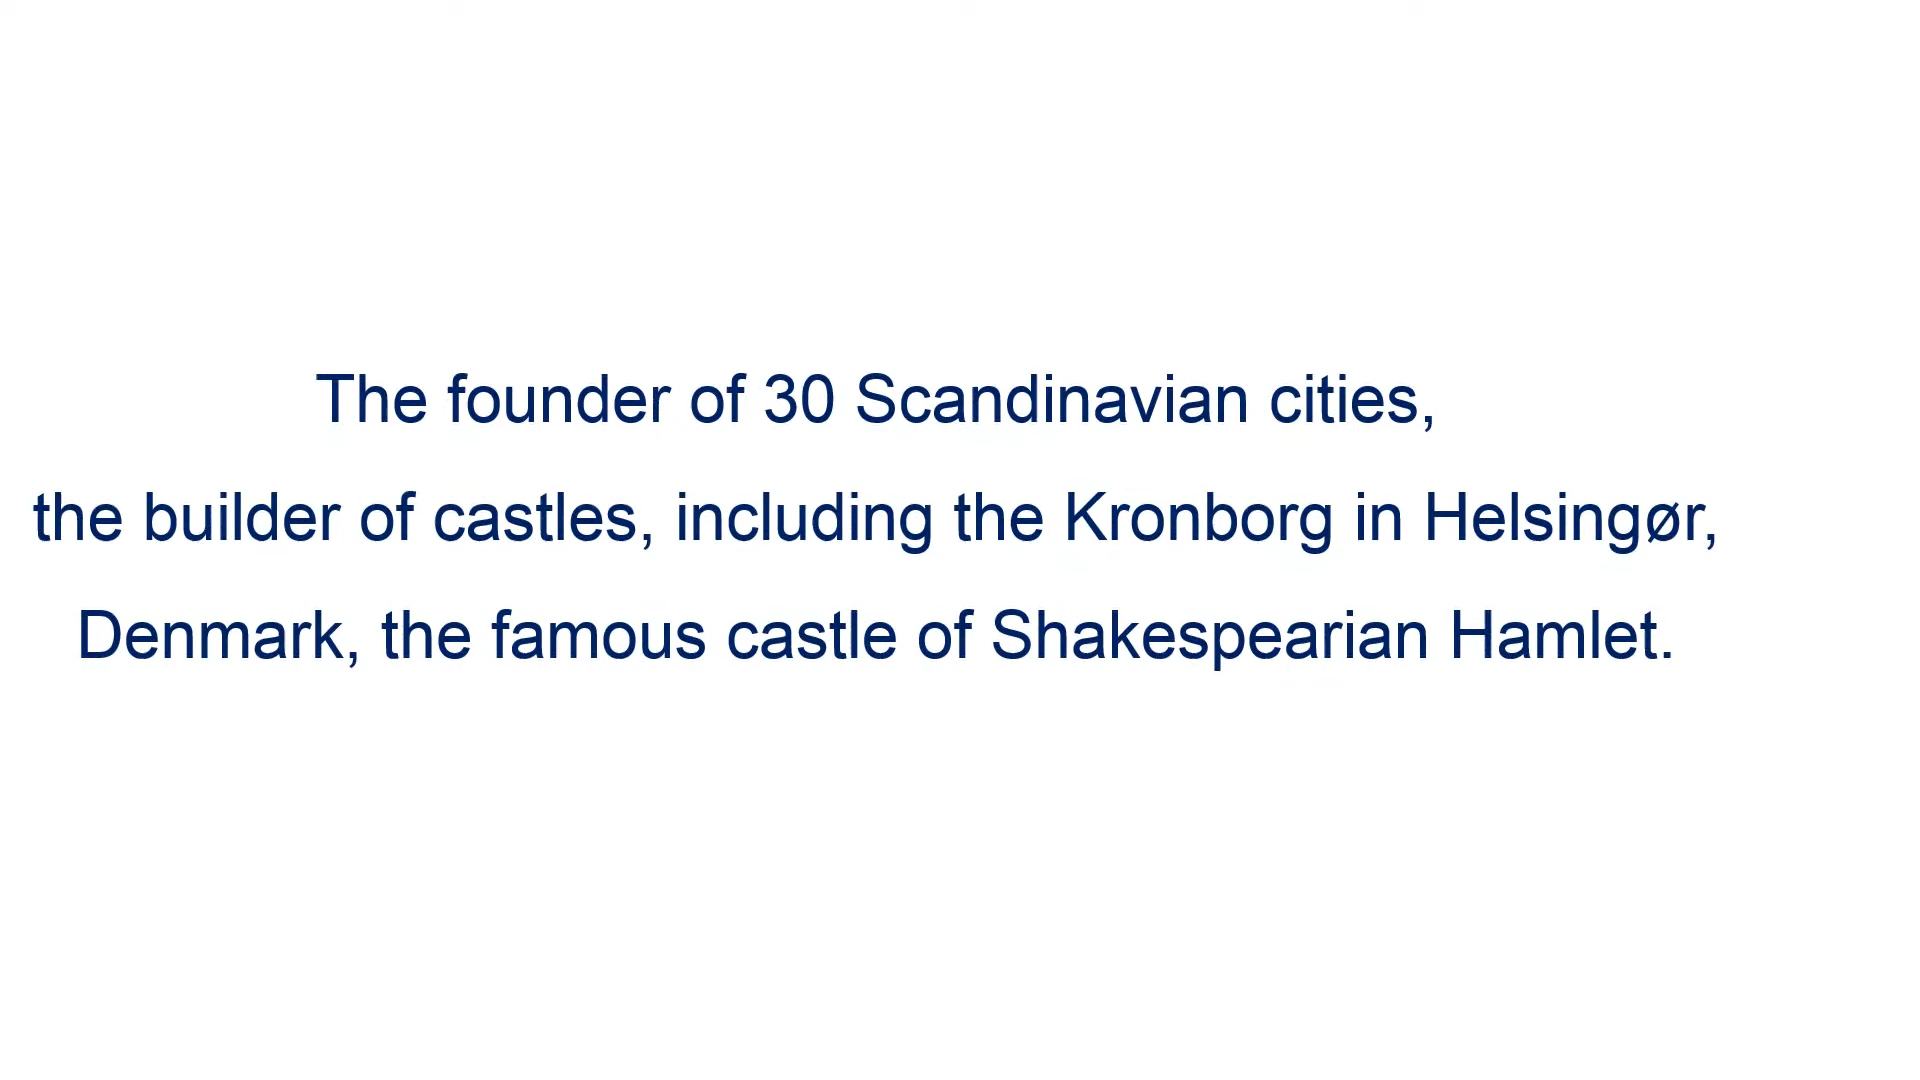 The founder of 30 Scandinavian cities,
the builder of castles, including the Kronborg in Helsingør,
Denmark, the famous castle of Shakespearian Hamlet.